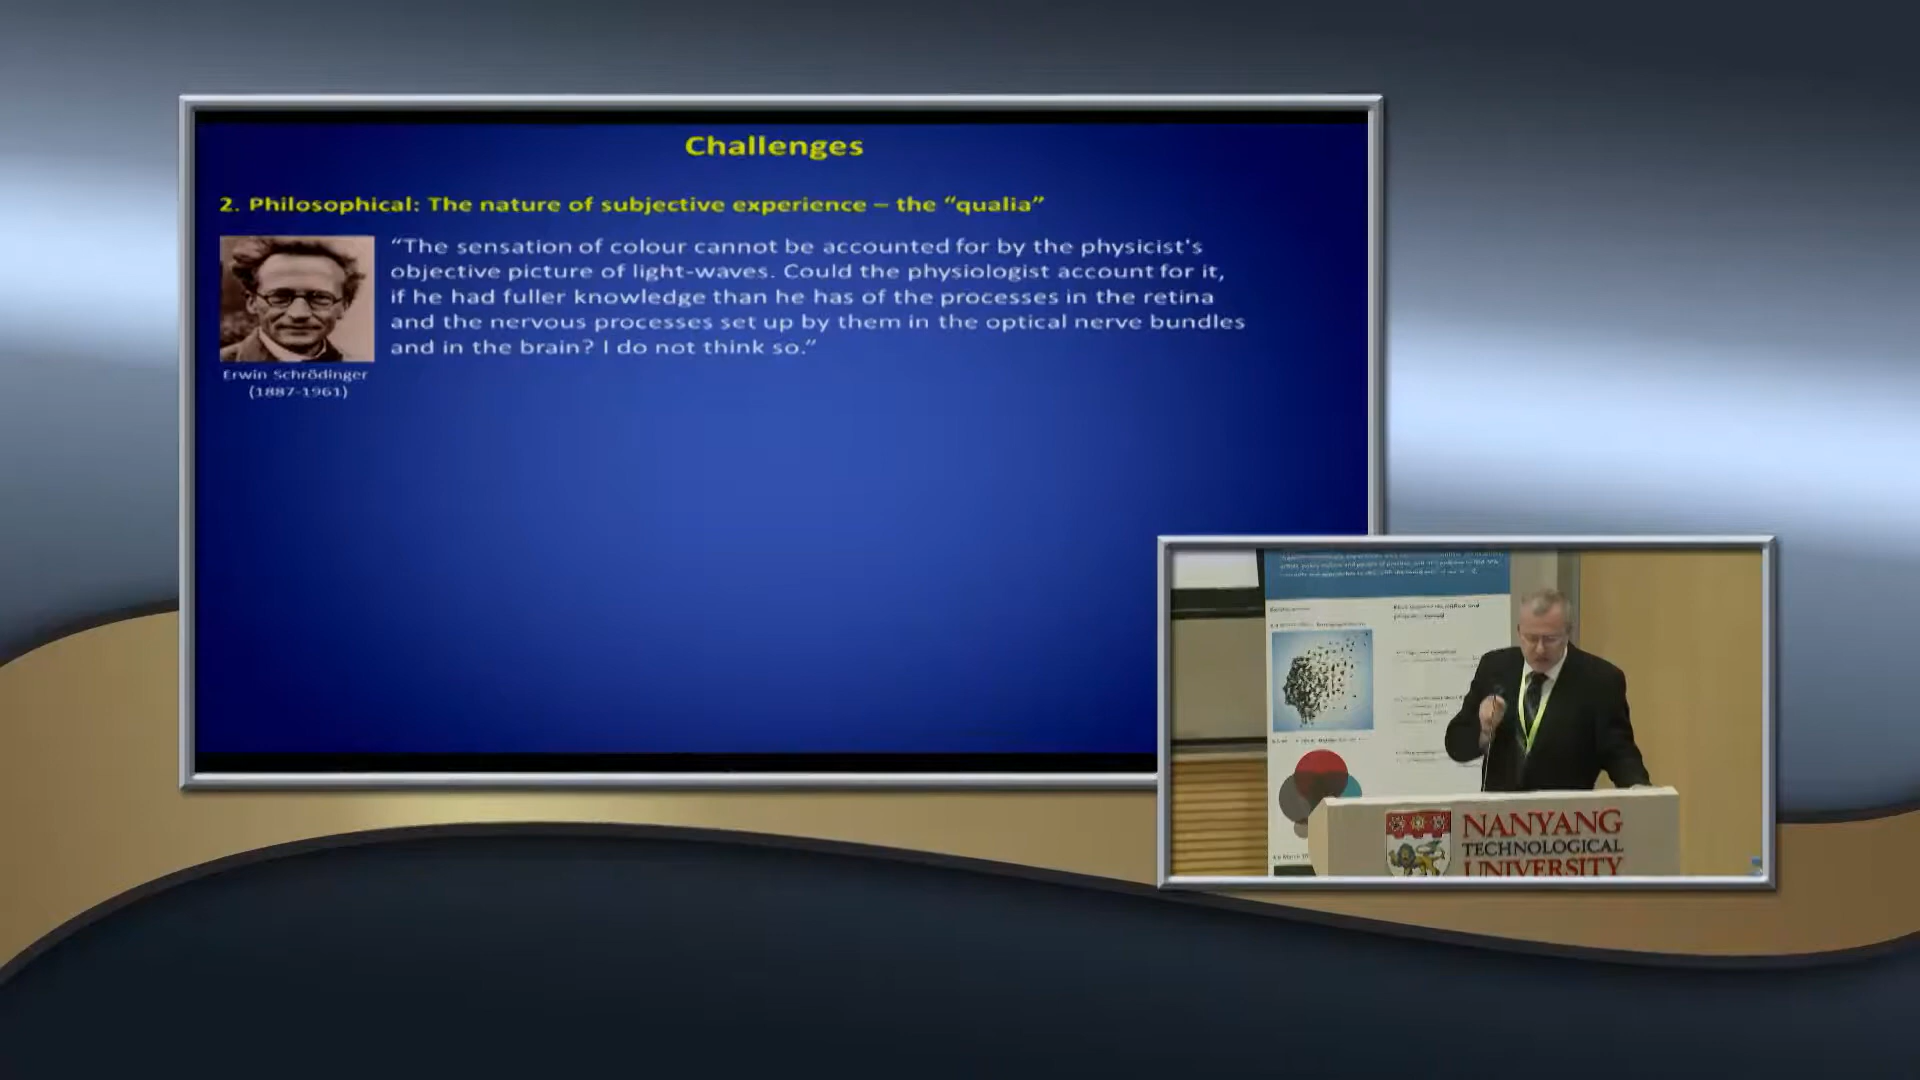 Challenges
2. Philosophical: The nature of subjective experience – the “qualia”
“The sensation of colour cannot be accounted for by the physicist's
objective picture of light-waves. Could the physiologist account for it,
if he had fuller knowledge than he has of the processes in the retina
and the nervous processes set up by them in the optical nerve bundles
and in the brain? I do not think so.”
Erwin Schrödinger
(1887-1961)
NANYANG
TECHNOLOGICAL
UNIVERSITY